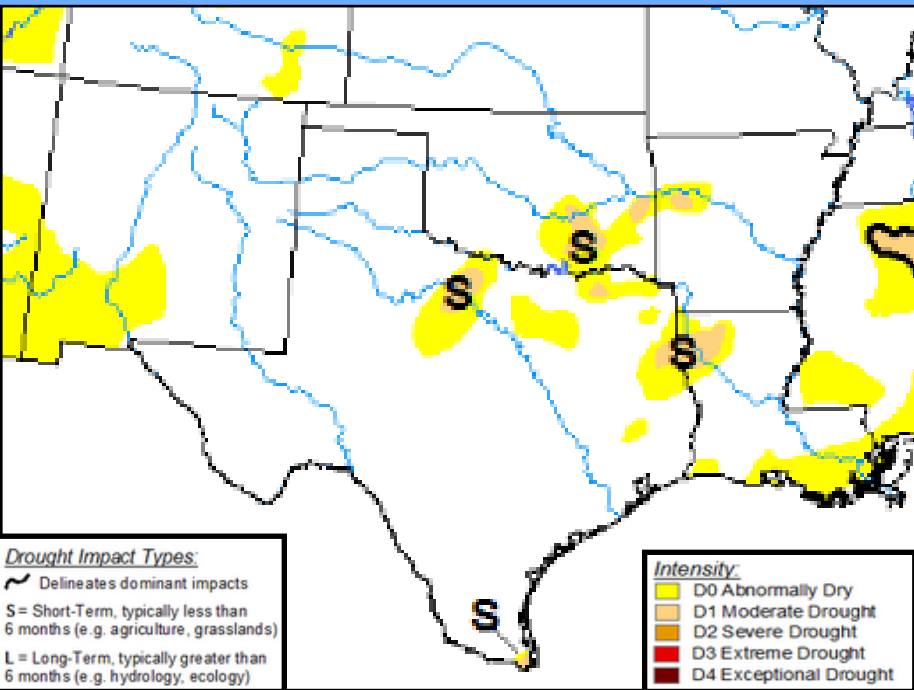 S
S
S
S
Drought Impact Types:
Delineates dominant impacts
S = Short-Term, typically less than
6 months (e.g. agriculture, grasslands)
L = Long-Term, typically greater than
6 months (e.g. hydrology, ecology)
Intensity:
D0 Abnormally Dry
D1 Moderate Drought
D2 Severe Drought
D3 Extreme Drought
D4 Exceptional Drought